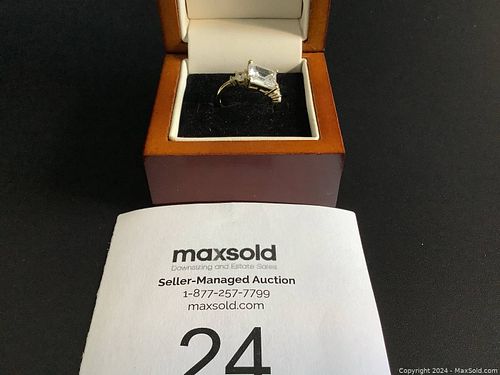 maxsold
Downsizing and Estate Sales
Seller-Managed Auction
1-877-257-7799
maxsold.com
24
Copyright 2024 - MaxSold.com